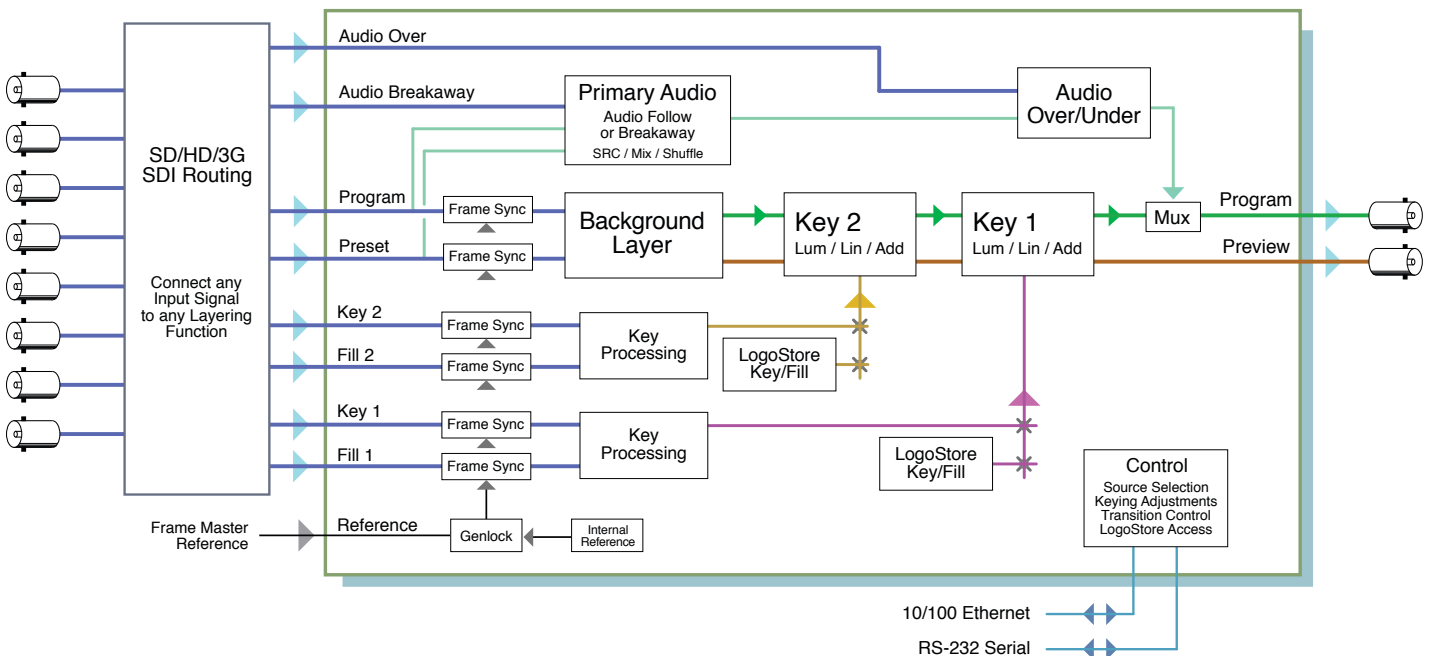 Audio Over
Audio Breakaway
Primary Audio
Audio Follow
or Breakaway
SRC / Mix / Shuffle
Audio
Over/Under
SD/HD/3G
SDI Routing
Connect any
Input Signal
to any Layering
Function
Program
Frame Sync
Preset
Frame Sync
Background
Layer
Key 2
Lum / Lin / Add
Key 1
Lum / Lin / Add
Mux
Program
Preview
Key 2
Frame Sync
Fill 2
Frame Sync
Key
Processing
LogoStore
Key/Fill
Key 1
Frame Sync
Fill 1
Frame Sync
Key
Processing
LogoStore
Key/Fill
Control
Source Selection
Keying Adjustments
Transition Control
LogoStore Access
Frame Master
Reference
Reference
Genlock
Internal
Reference
10/100 Ethernet
RS-232 Serial